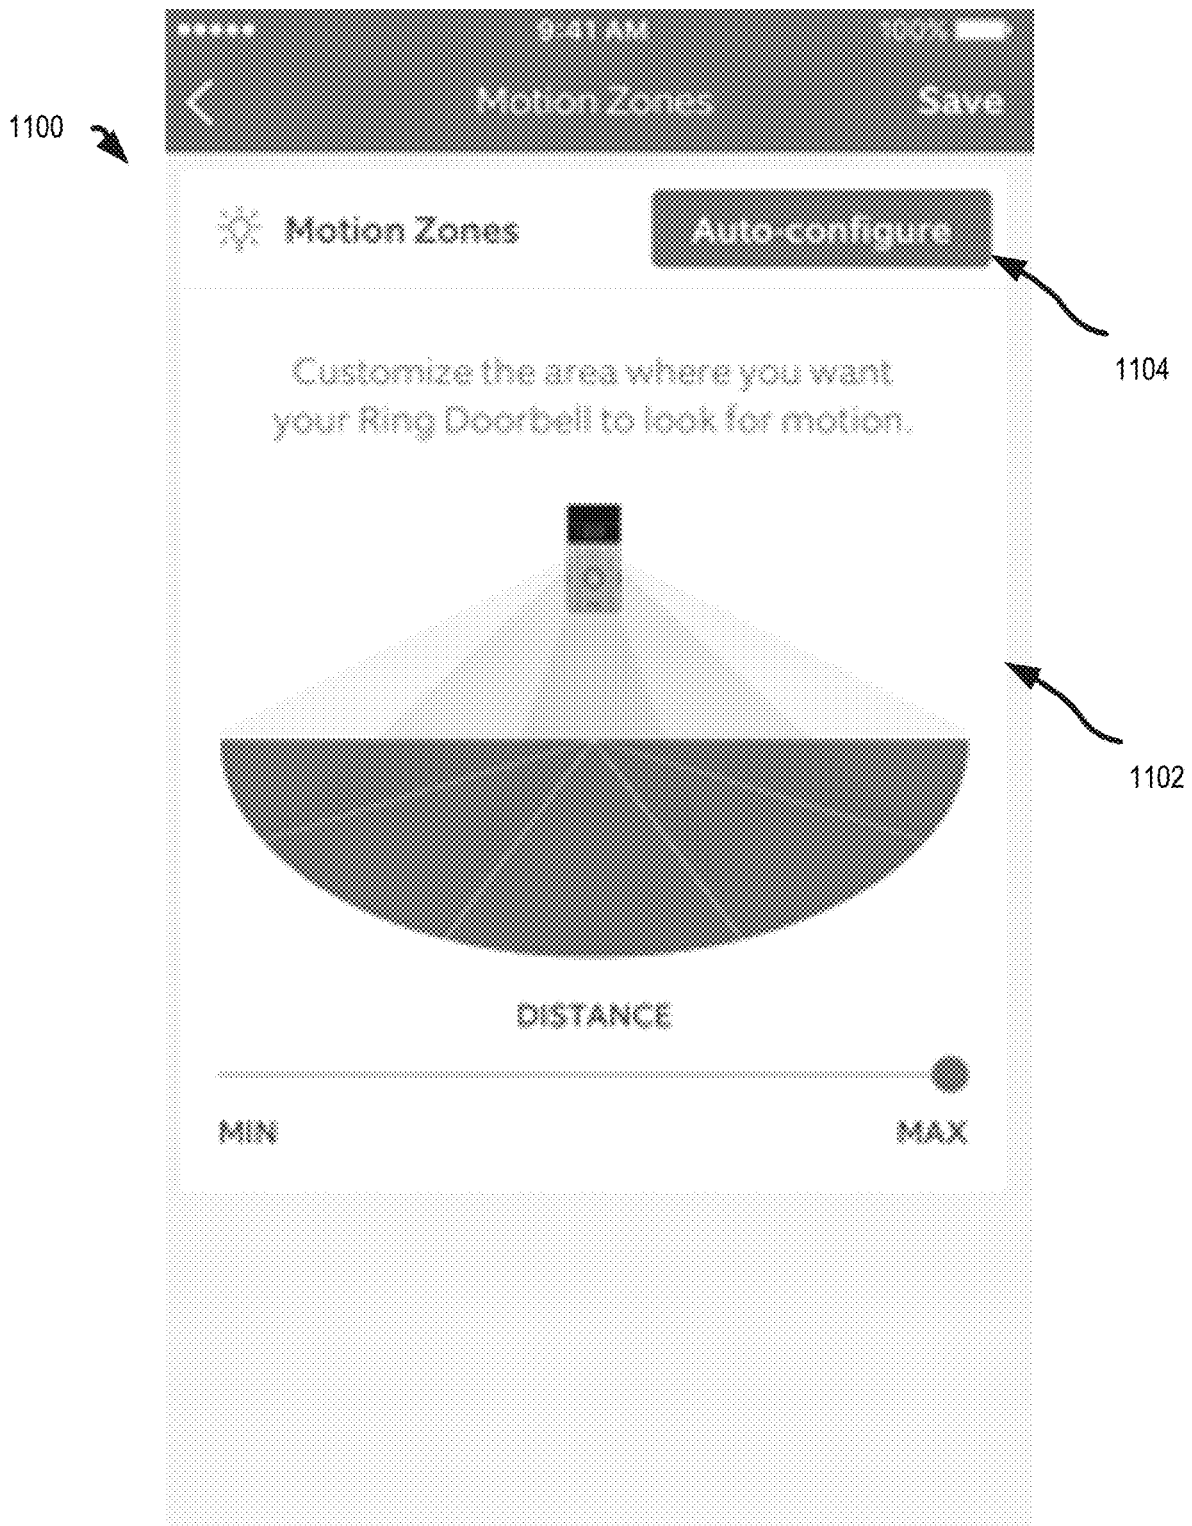 9:41 AM 100%
Motion Zones Save
1100
Motion Zones Auto-configure
1104
Customize the area where you want
your Ring Doorbell to look for motion.
1102
DISTANCE
MIN MAX